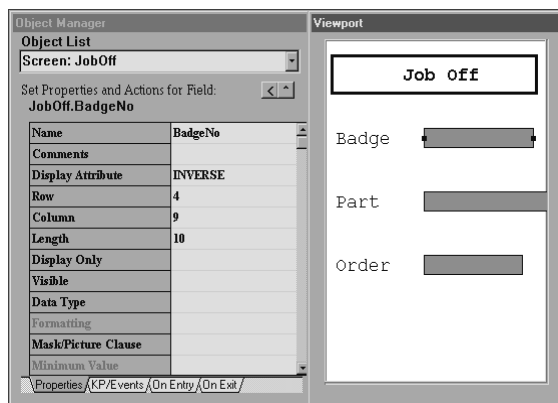 Object Manager
Object List
Screen: JobOff
Set Properties and Actions for Field:
JobOff.BadgeNo
Name BadgeNo
Comments
Display Attribute INVERSE
Row 4
Column 9
Length 10
Display Only
Visible
Data Type
Formatting
Mask/Picture Clause
Minimum Value
Properties KP/Events On Entry On Exit
Viewport
Job Off
Badge
Part
Order